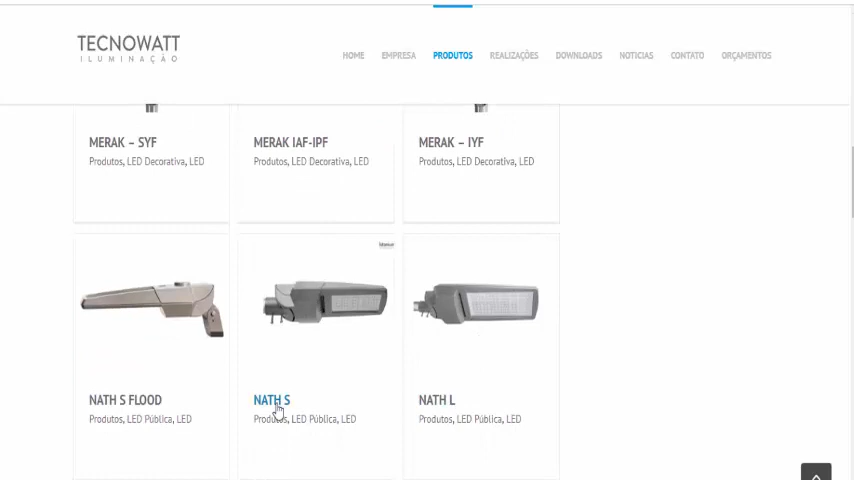 TECNOWATT
ILUMINAÇÃO
HOME EMPRESA PRODUTOS REALIZAÇÕES DOWNLOADS NOTICIAS CONTATO ORÇAMENTOS
MERAK – SYF MERAK IAF-IPF MERAK – IYF
Produtos, LED Decorativa, LED Produtos, LED Decorativa, LED Produtos, LED Decorativa, LED
NATH S FLOOD NATH S NATH L
Produtos, LED Pública, LED Produtos, LED Pública, LED Produtos, LED Pública, LED